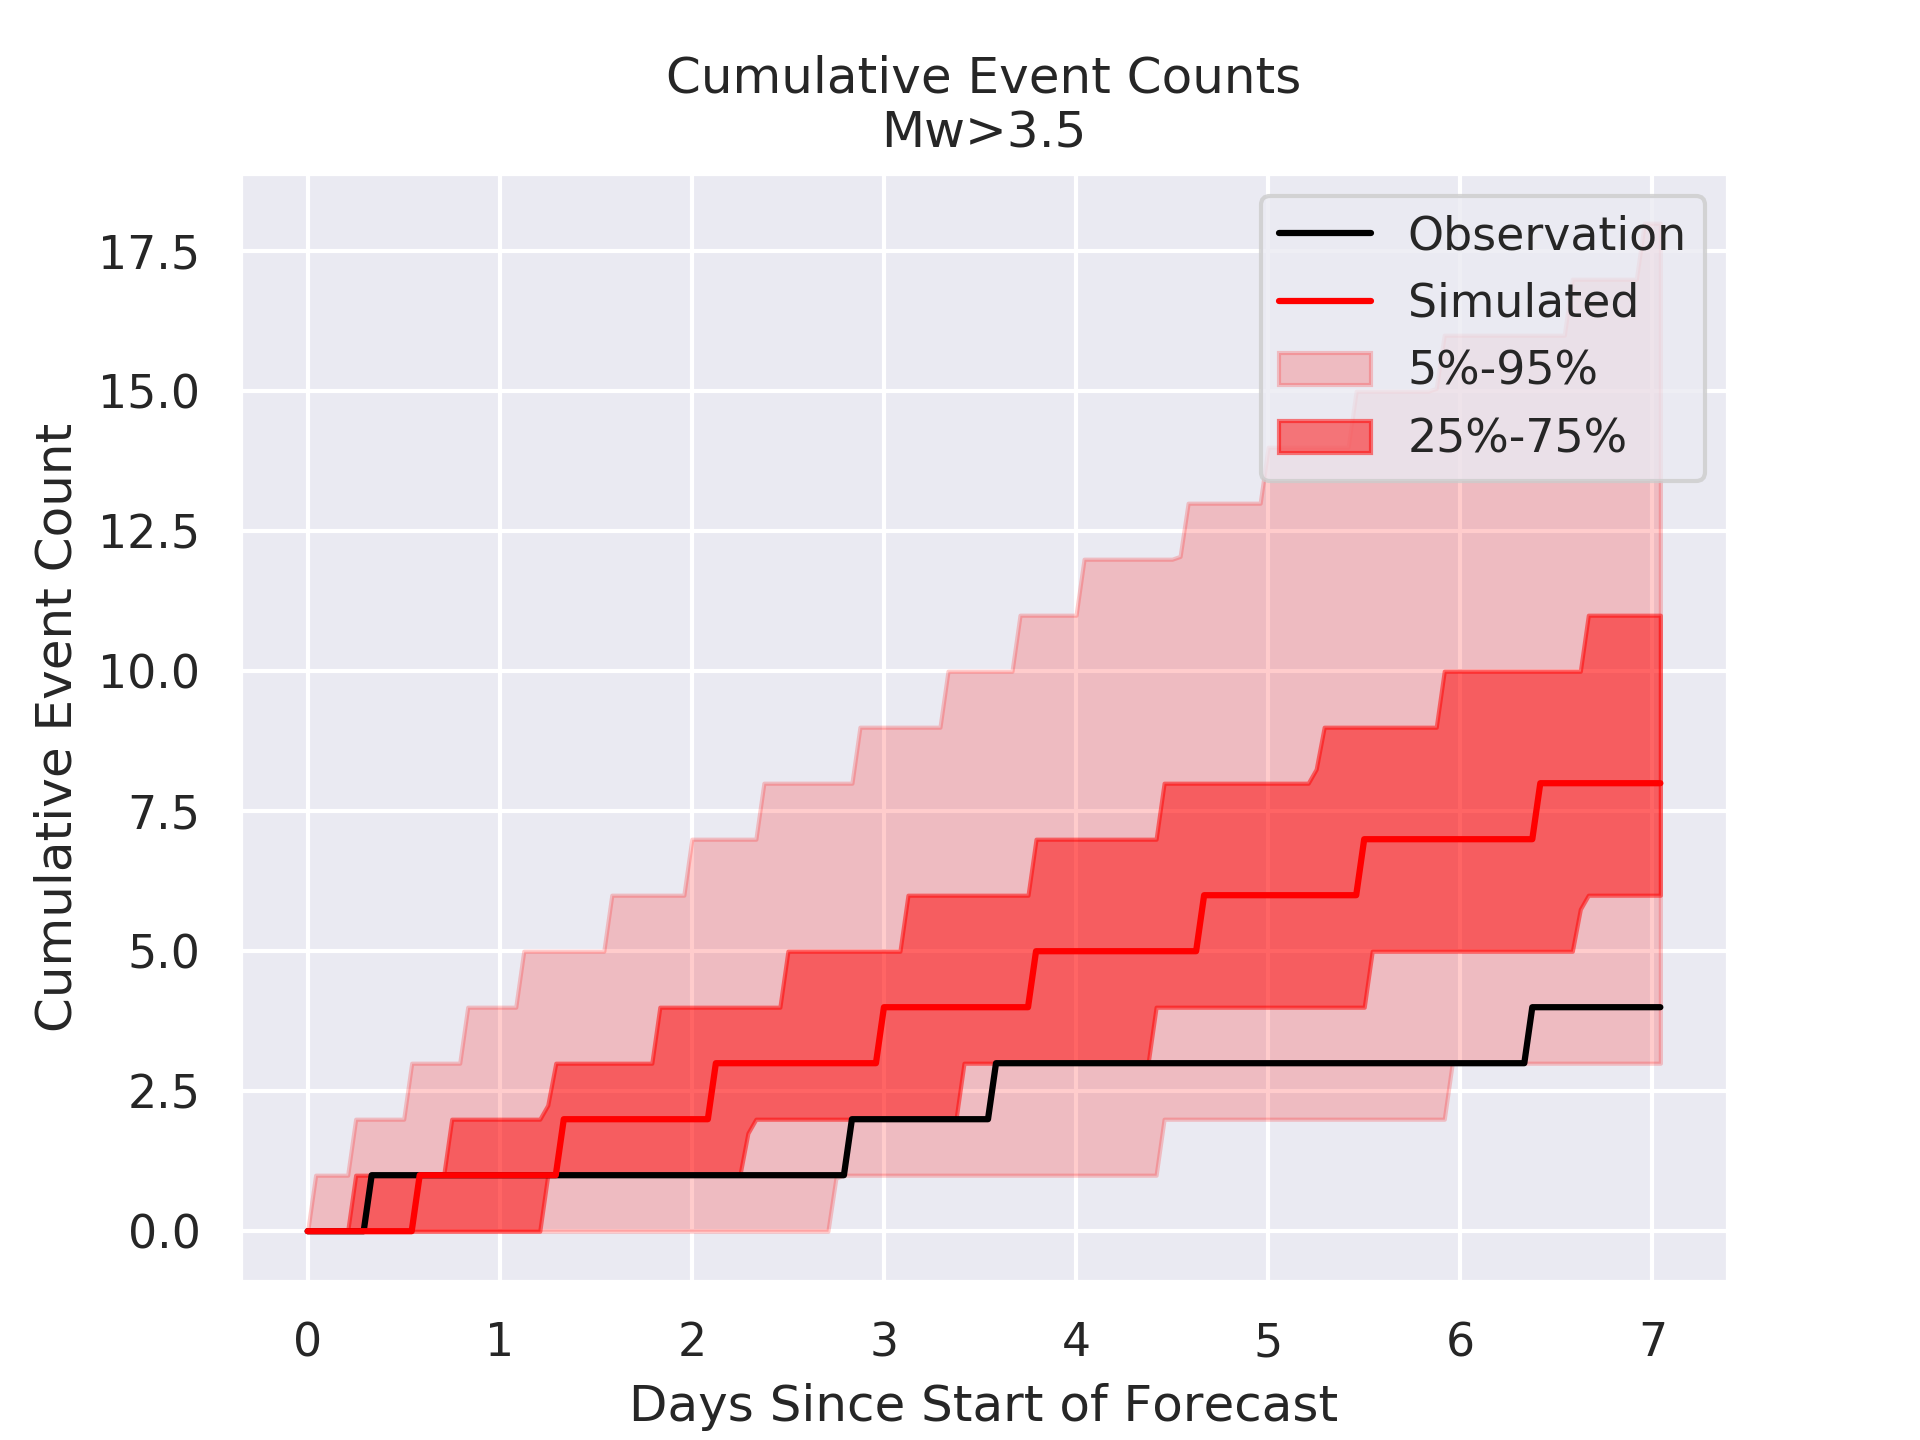 Cumulative Event Counts
Mw>3.5
Observation
Simulated
5%-95%
25%-75%
Cumulative Event Count
17.5
15.0
12.5
10.0
7.5
5.0
2.5
0.0
0 1 2 3 4 5 6 7
Days Since Start of Forecast